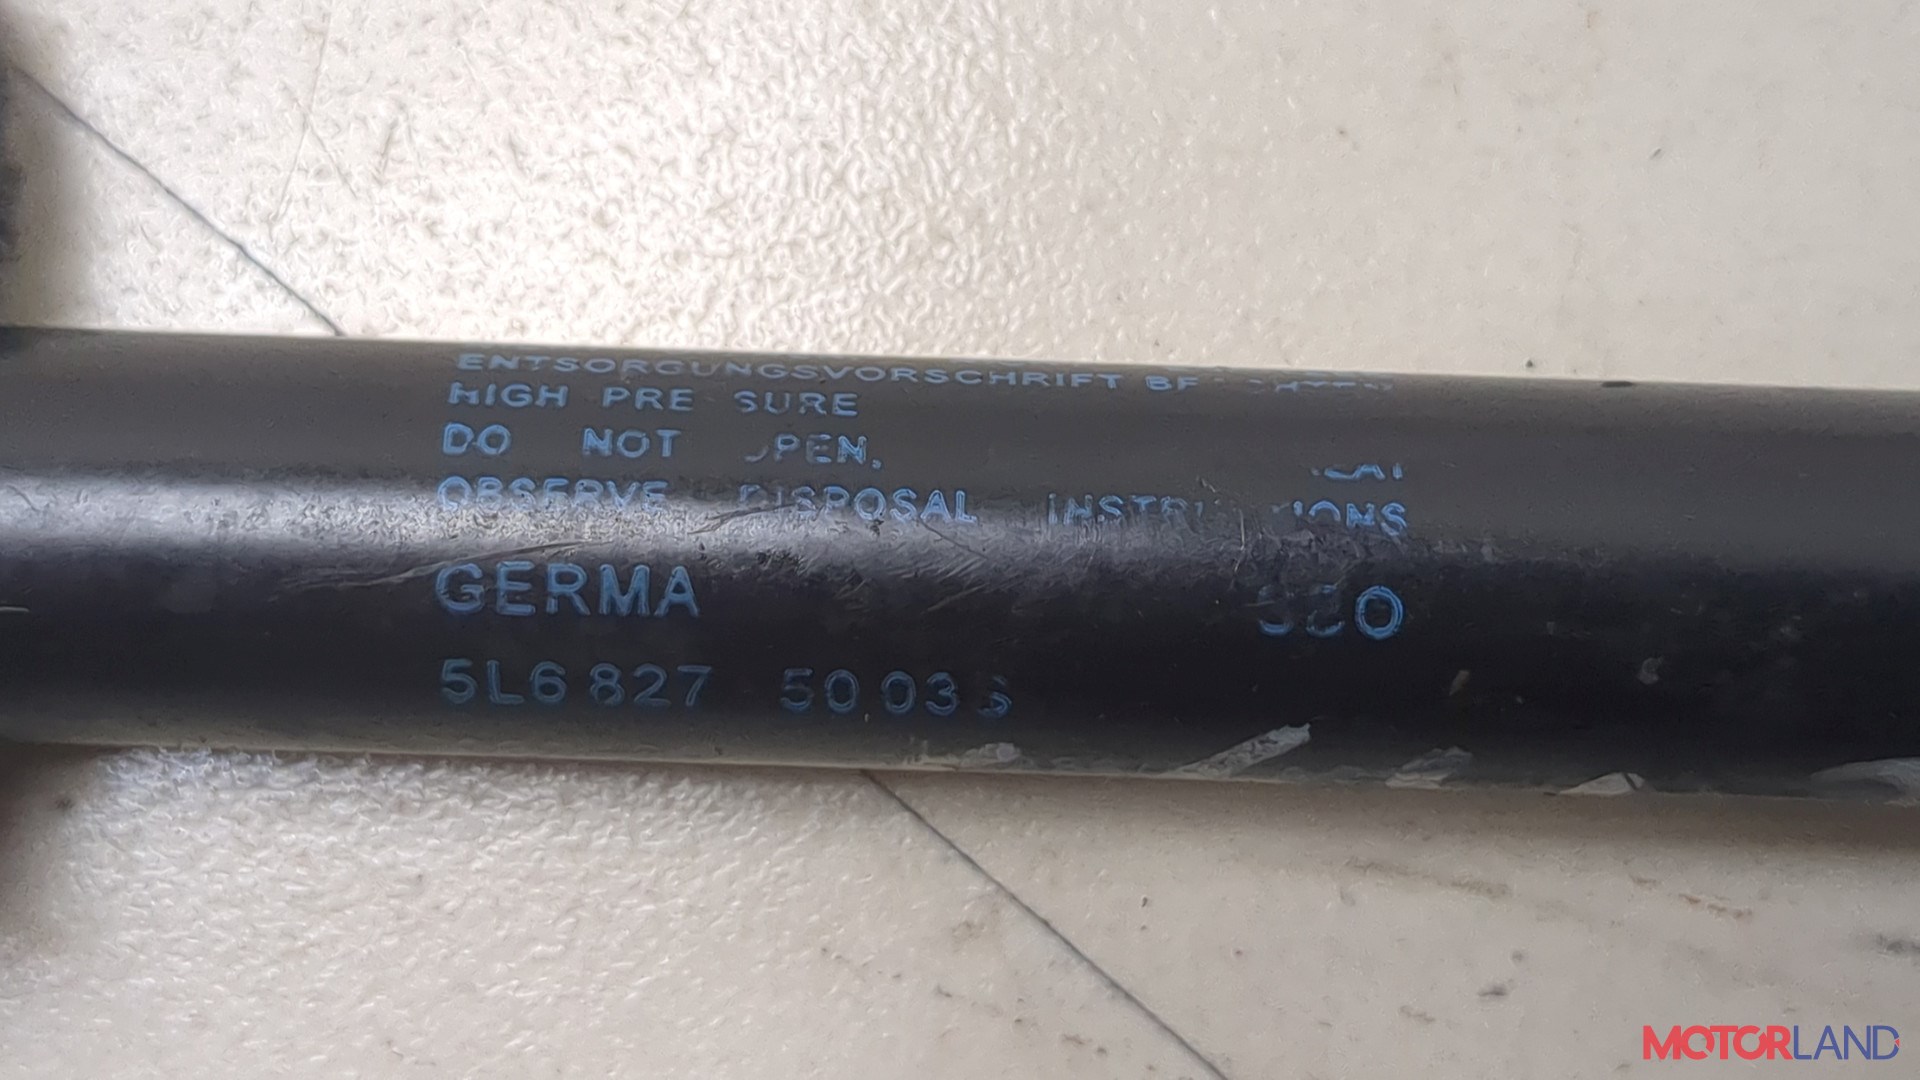 ENTSORGUNGSVORSCHRIFT
HIGH PRE SURE
DO NOT PEN,
OBSERVE DISPOSAL
GERMA
5L6 827 50 03
MOTORLAND